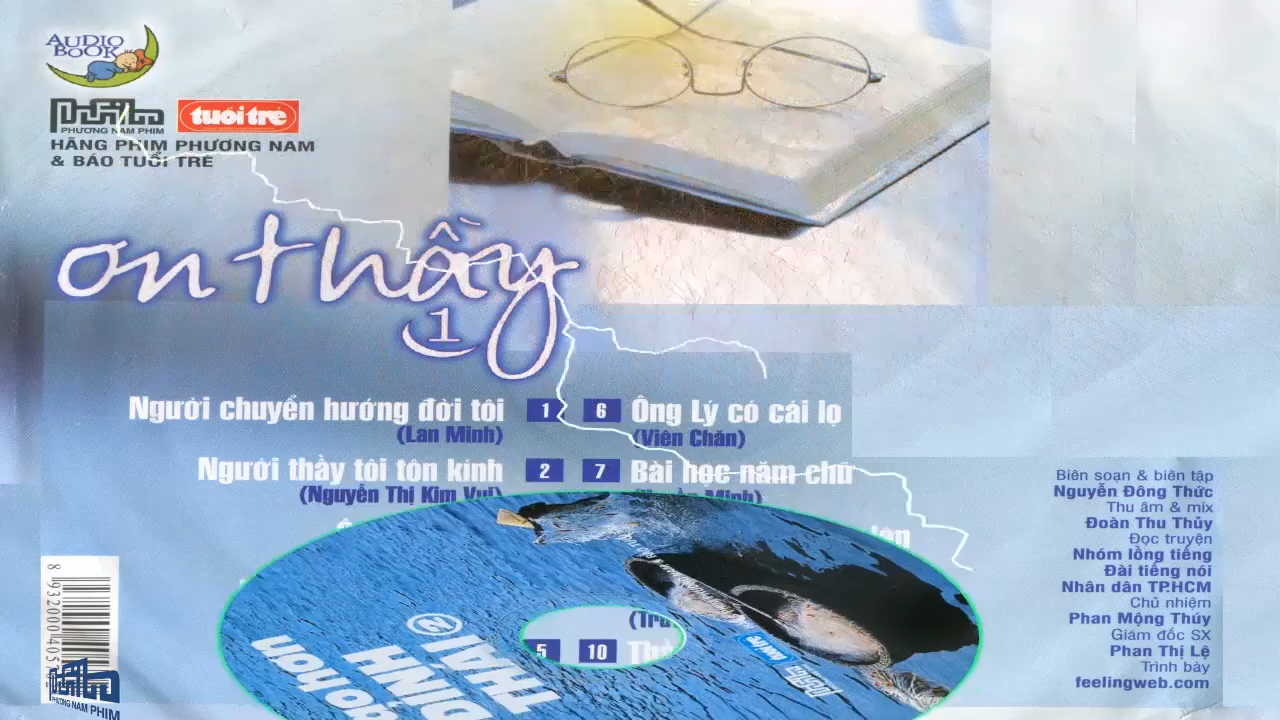 AUDIO
BOOK
PHƯƠNG NAM PHIM
tuổi trẻ
HÃNG PHIM PHƯƠNG NAM
& BÁO TUỔI TRẺ
ơn thầy
1
Người chuyển hướng đời tôi 1
(Lan Minh)
Người thầy tôi tôn kính 2
(Nguyễn Thị Kim Vui)
6 Ông Lý có cái lọ
(Viên Chăn)
7 Bài học năm chữ
5 10
Biên soạn & biên tập
Nguyễn Đông Thức
Thu âm & mix
Đoàn Thu Thủy
Đọc truyện
Nhóm lồng tiếng
Đài tiếng nói
Nhân dân TP.HCM
Chủ nhiệm
Phan Mộng Thúy
Giám đốc SX
Phan Thị Lệ
Trình bày
feelingweb.com
DINH
THAI 2
PHƯƠNG NAM PHIM